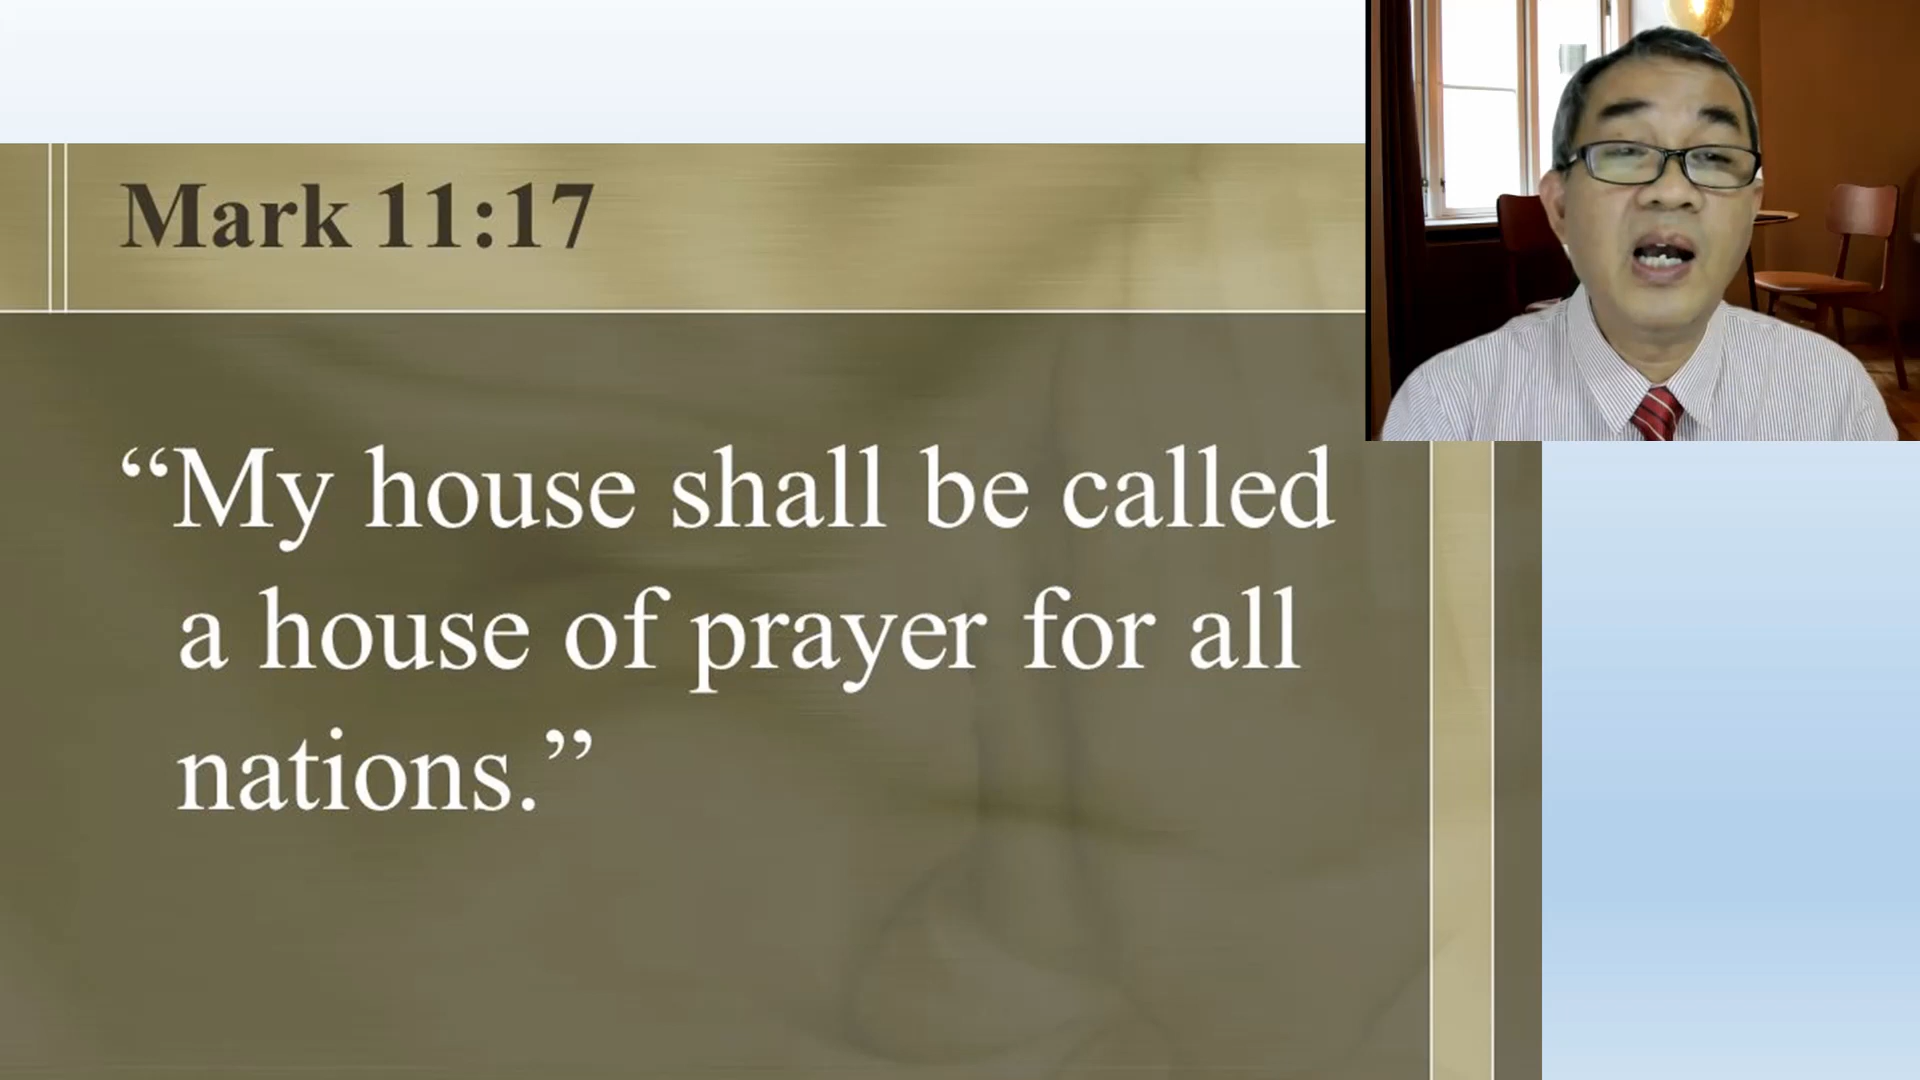 Mark 11:17
“My house shall be called
a house of prayer for all
nations.”